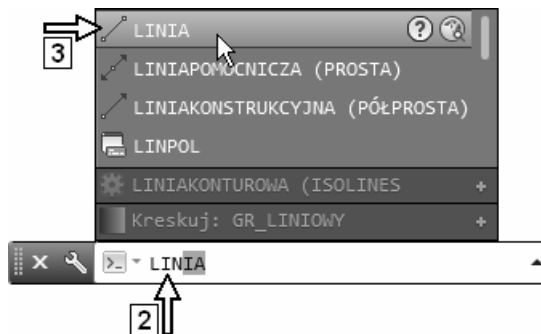 LINIA
3
LINIAPOMOCNICZA (PROSTA)
LINIAKONSTRUKCYJNA (PÓŁPROSTA)
LINPOL
LINIAKONTUROWA (ISOLINES +
Kreskuj: GR_LINIOWY +
LINIA
2